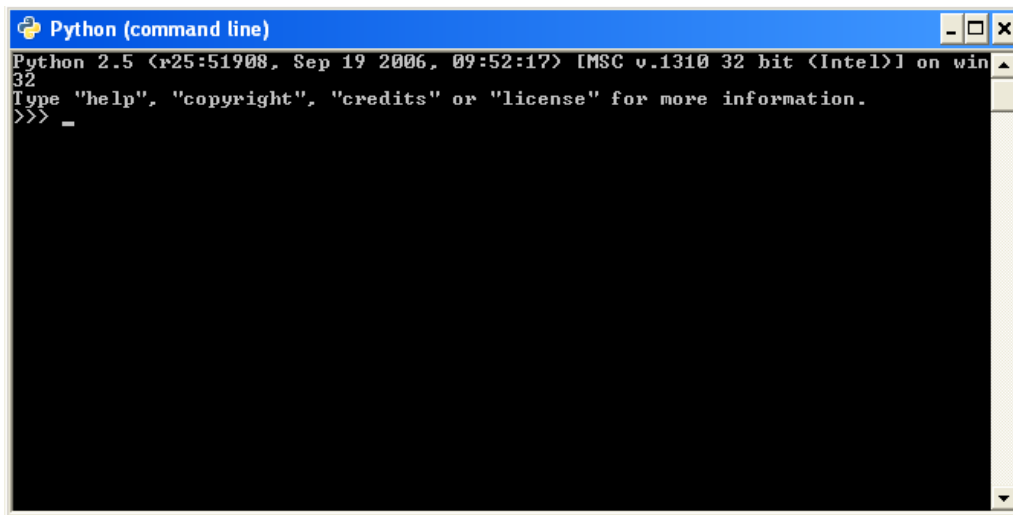 Python (command line)
Python 2.5 (r25:51908, Sep 19 2006, 09:52:17) [MSC v.1310 32 bit (Intel)] on win
32
Type "help", "copyright", "credits" or "license" for more information.
>>> _